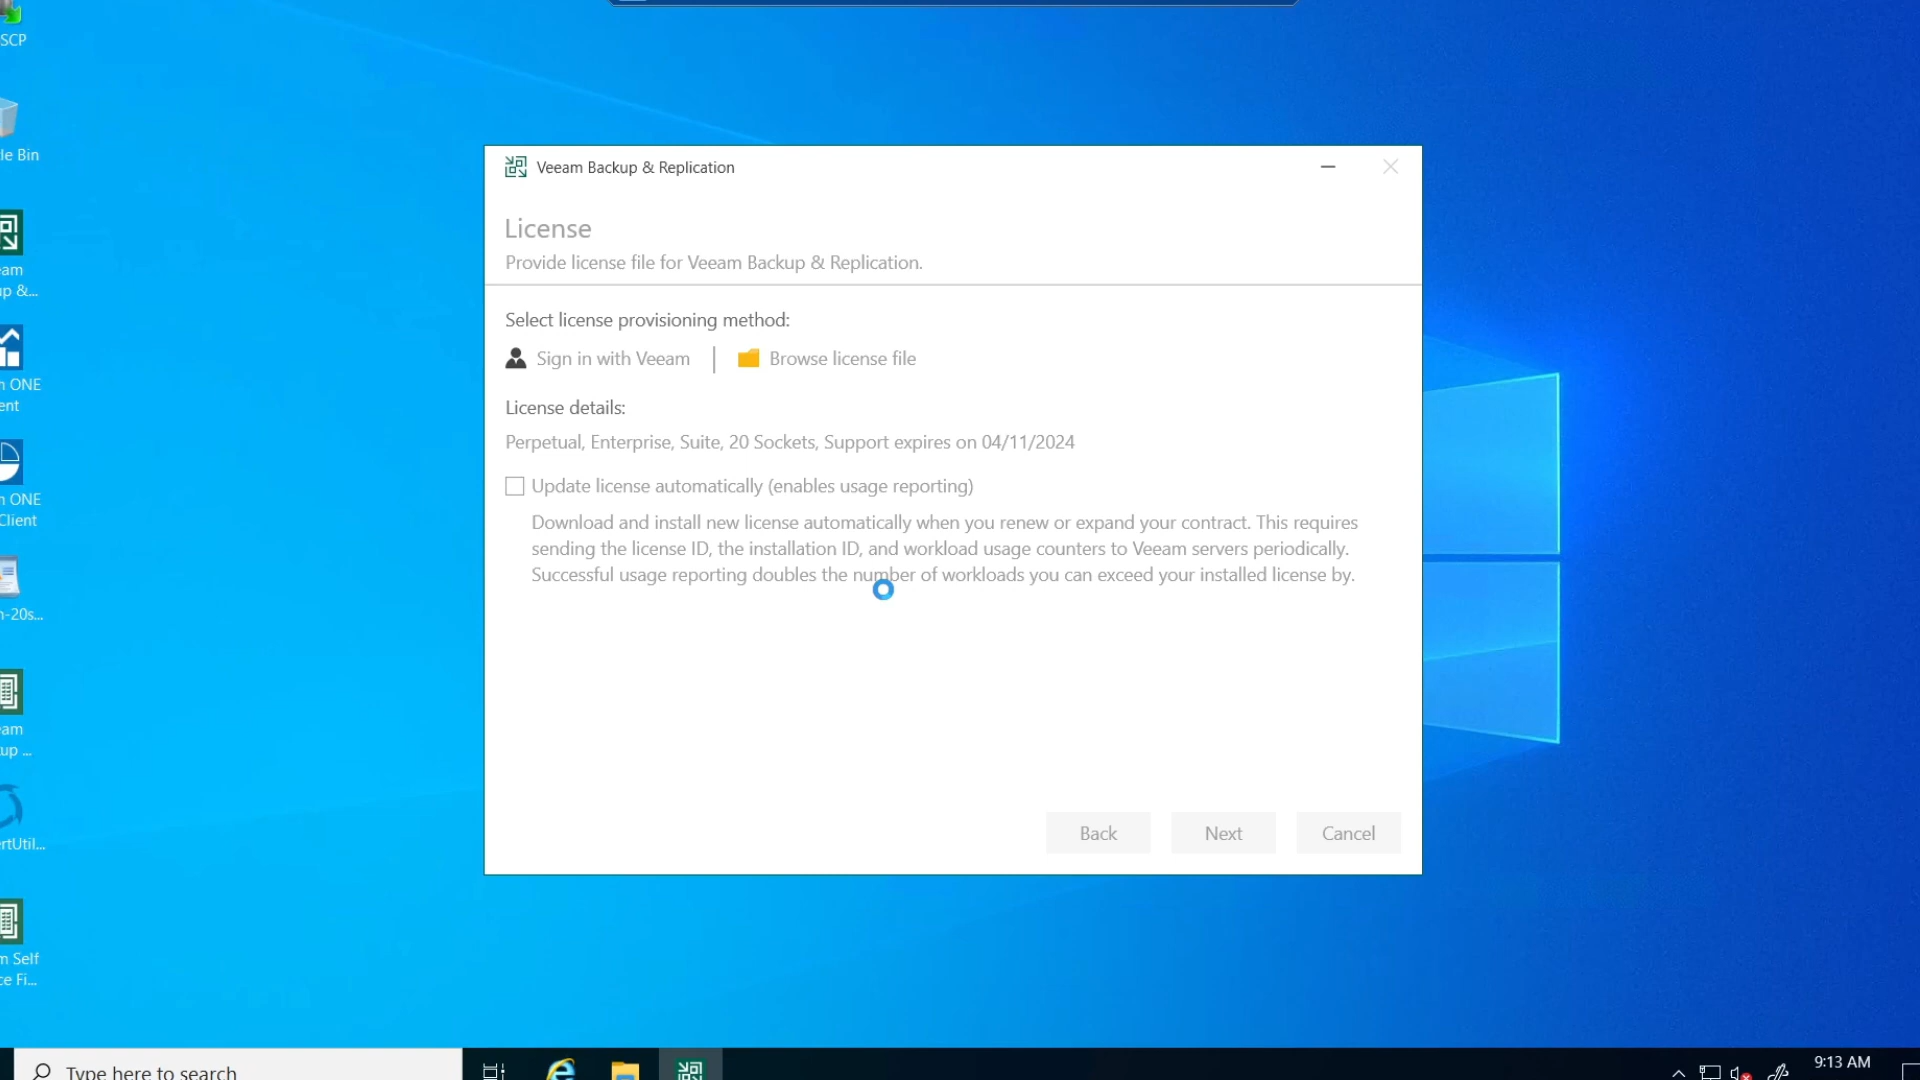 SCP
le Bin
eam
up &...
n ONE
ent
n ONE
Client
n-20s...
eam
kup ...
ertUtil...
m Self
ce Fi...
Veeam Backup & Replication
License
Provide license file for Veeam Backup & Replication.
Select license provisioning method:
Sign in with Veeam | Browse license file
License details:
Perpetual, Enterprise, Suite, 20 Sockets, Support expires on 04/11/2024
Update license automatically (enables usage reporting)
Download and install new license automatically when you renew or expand your contract. This requires
sending the license ID, the installation ID, and workload usage counters to Veeam servers periodically.
Successful usage reporting doubles the number of workloads you can exceed your installed license by.
Back Next Cancel
Type here to search
9:13 AM